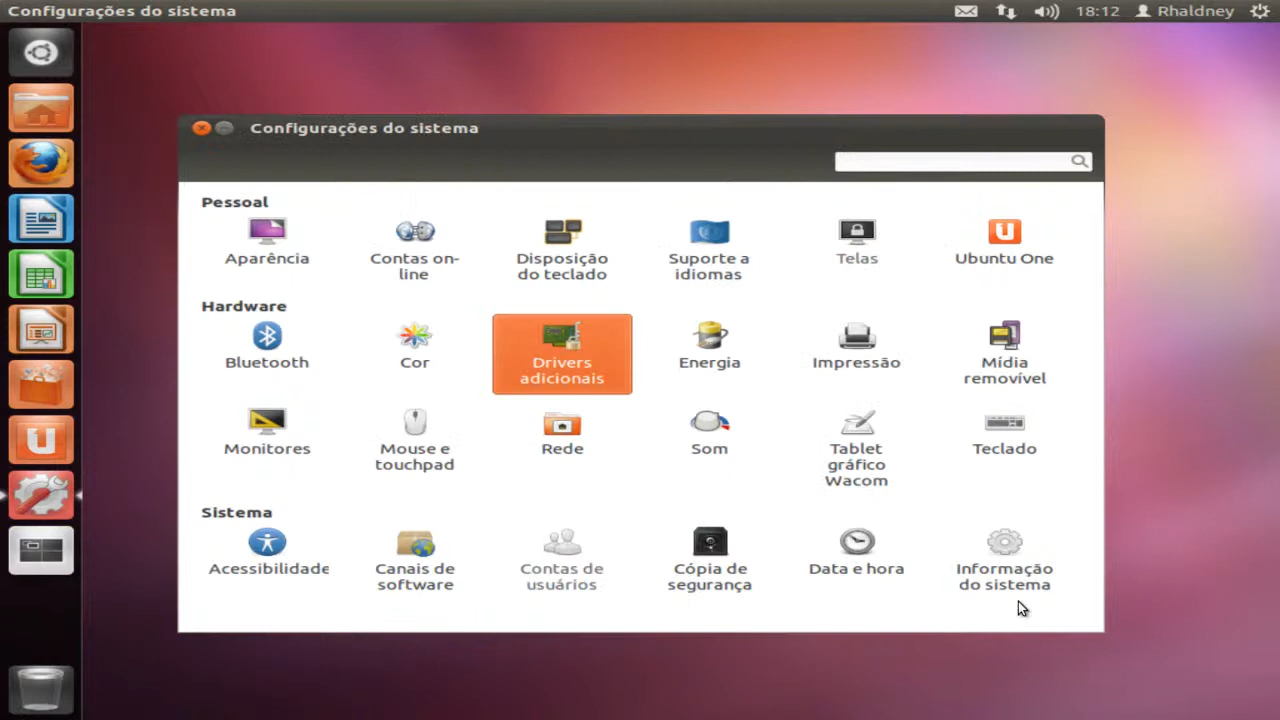 Configurações do sistema
18:12 Rhaldney
Configurações do sistema
Pessoal
Aparência
Contas on-
line
Disposição
do teclado
Suporte a
idiomas
Telas
Ubuntu One
Hardware
Bluetooth
Cor
Drivers
adicionais
Energia
Impressão
Mídia
removível
Monitores
Mouse e
touchpad
Rede
Som
Tablet
gráfico
Wacom
Teclado
Sistema
Acessibilidade
Canais de
software
Contas de
usuários
Cópia de
segurança
Data e hora
Informação
do sistema